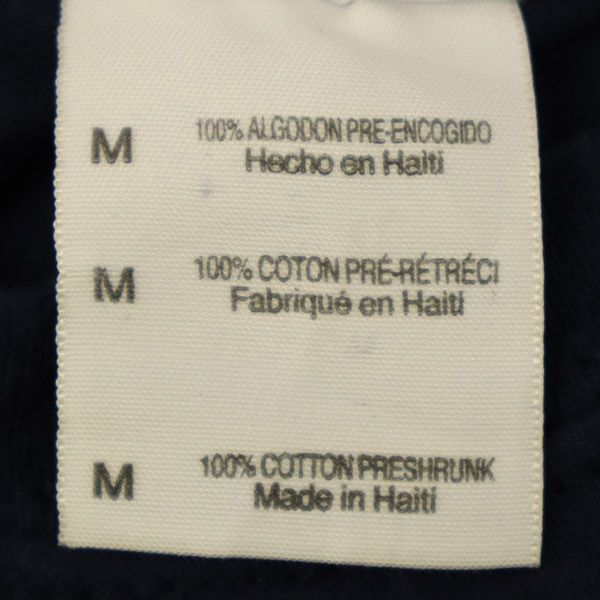 M 100% ALGODON PRE-ENCOGIDO
Hecho en Haiti
M 100% COTON PRÉ-RÉTRÉCI
Fabriqué en Haiti
M 100% COTTON PRESHRUNK
Made in Haiti